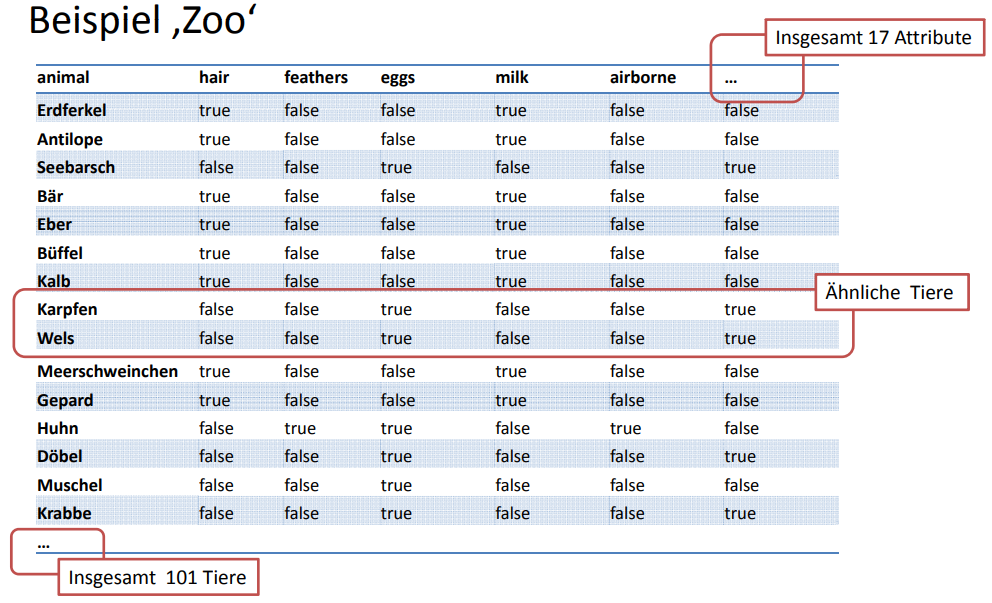 Beispiel ‚Zoo‘
Insgesamt 17 Attribute
animal hair feathers eggs milk airborne ...
Erdferkel true false false true false false
Antilope true false false true false false
Seebarsch false false true false false true
Bär true false false true false false
Eber true false false true false false
Büffel true false false true false false
Kalb true false false true false false
Ähnliche Tiere
Karpfen false false true false false true
Wels false false true false false true
Meerschweinchen true false false true false false
Gepard true false false true false false
Huhn false true true false true false
Döbel false false true false false true
Muschel false false true false false false
Krabbe false false true false false true
...
Insgesamt 101 Tiere